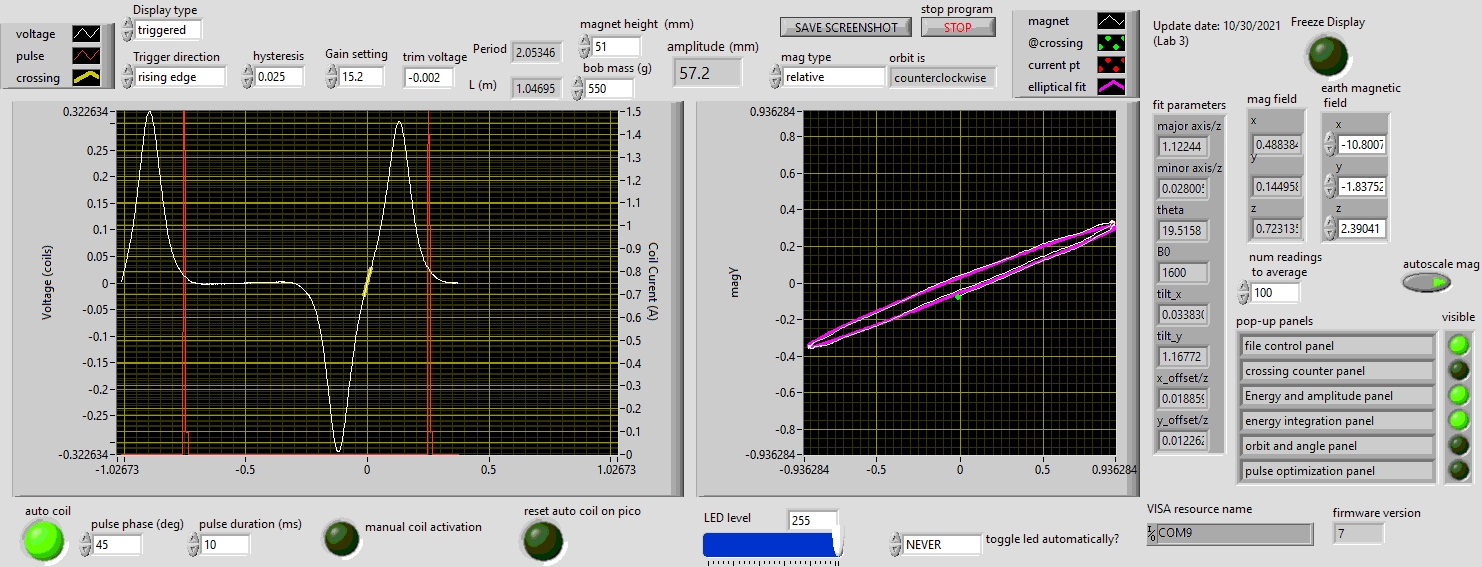 voltage
pulse
crossing
Display type
triggered
Trigger direction
rising edge
hysteresis
0.025
Gain setting
15.2
trim voltage
-0.002
Period
2.05346
L (m)
1.04695
magnet height (mm)
51
bob mass (g)
550
amplitude (mm)
57.2
SAVE SCREENSHOT
stop program
STOP
mag type
relative
orbit is
counterclockwise
magnet
@crossing
current pt
elliptical fit
Update date: 10/30/2021
(Lab 3)
Freeze Display
Voltage (coils)
0.322634
0.25
0.2
0.15
0.1
0.05
0
-0.05
-0.1
-0.15
-0.2
-0.25
-0.322634
-1.02673
-0.5
0
0.5
1.02673
1.5
1.4
1.3
1.2
1.1
1
0.9
0.8
0.7
0.6
0.5
0.4
0.3
0.2
0.1
0
Coil Curent (A)
magy
0.936284
0.8
0.6
0.4
0.2
0
-0.2
-0.4
-0.6
-0.8
-0.936284
-0.936284
-0.5
0
0.5
0.936284
fit parameters
major axis/z
1.12244
minor axis/z
0.02800
theta
19.5158
B0
1600
tilt_x
0.03383
tilt_y
1.16772
x_offset/z
0.01885
y_offset/z
0.01226
mag field
x
0.48838
y
0.14495
z
0.72313
earth magnetic
field
x
-10.8007
y
-1.83752
z
2.39041
num readings
to average
100
autoscale mag
pop-up panels
visible
file control panel
crossing counter panel
Energy and amplitude panel
energy integration panel
orbit and angle panel
pulse optimization panel
auto coil
pulse phase (deg)
45
pulse duration (ms)
10
manual coil activation
reset auto coil on pico
LED level
255
NEVER
toggle led automatically?
VISA resource name
COM9
firmware version
7